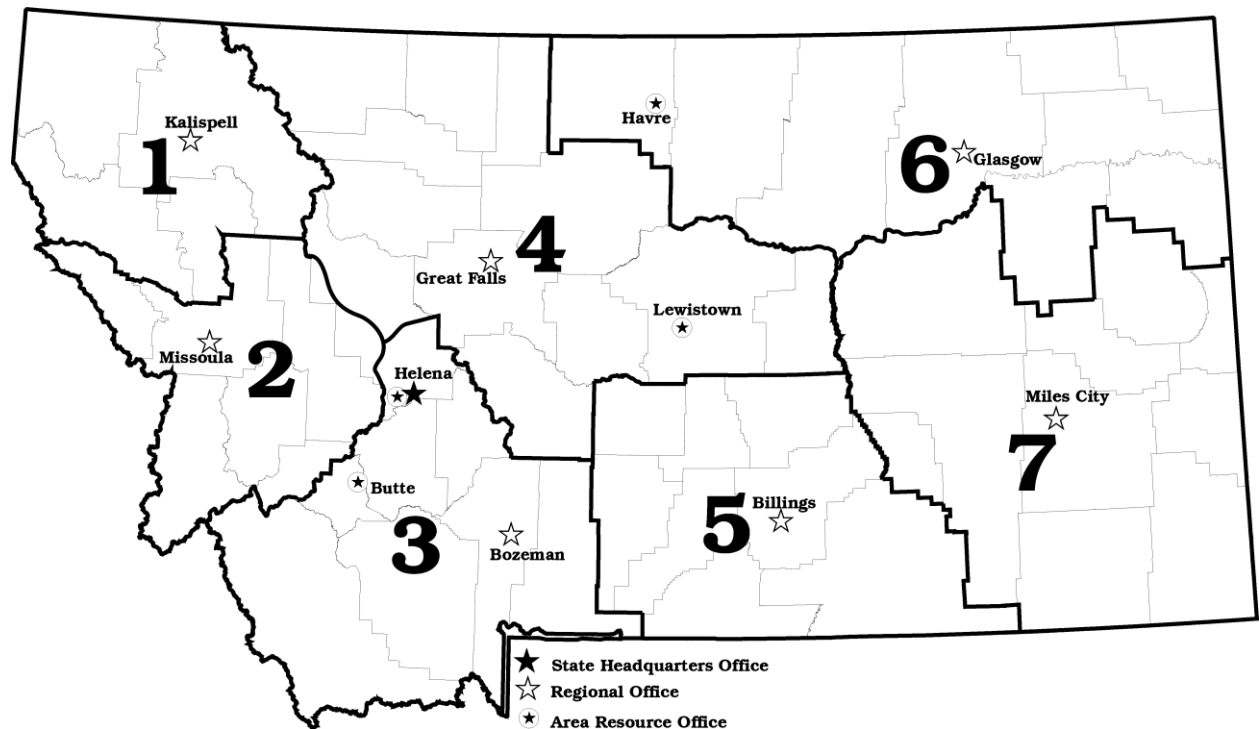 Havre
Kalispell
1
6
Glasgow
4
Great Falls
Lewistown
Missoula
2
Helena
Miles City
7
Butte
Billings
5
3
Bozeman
State Headquarters Office
Regional Office
Area Resource Office